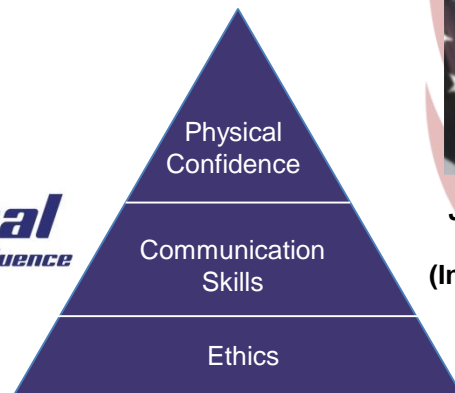 Physical
Confidence
Communication
Skills
Ethics